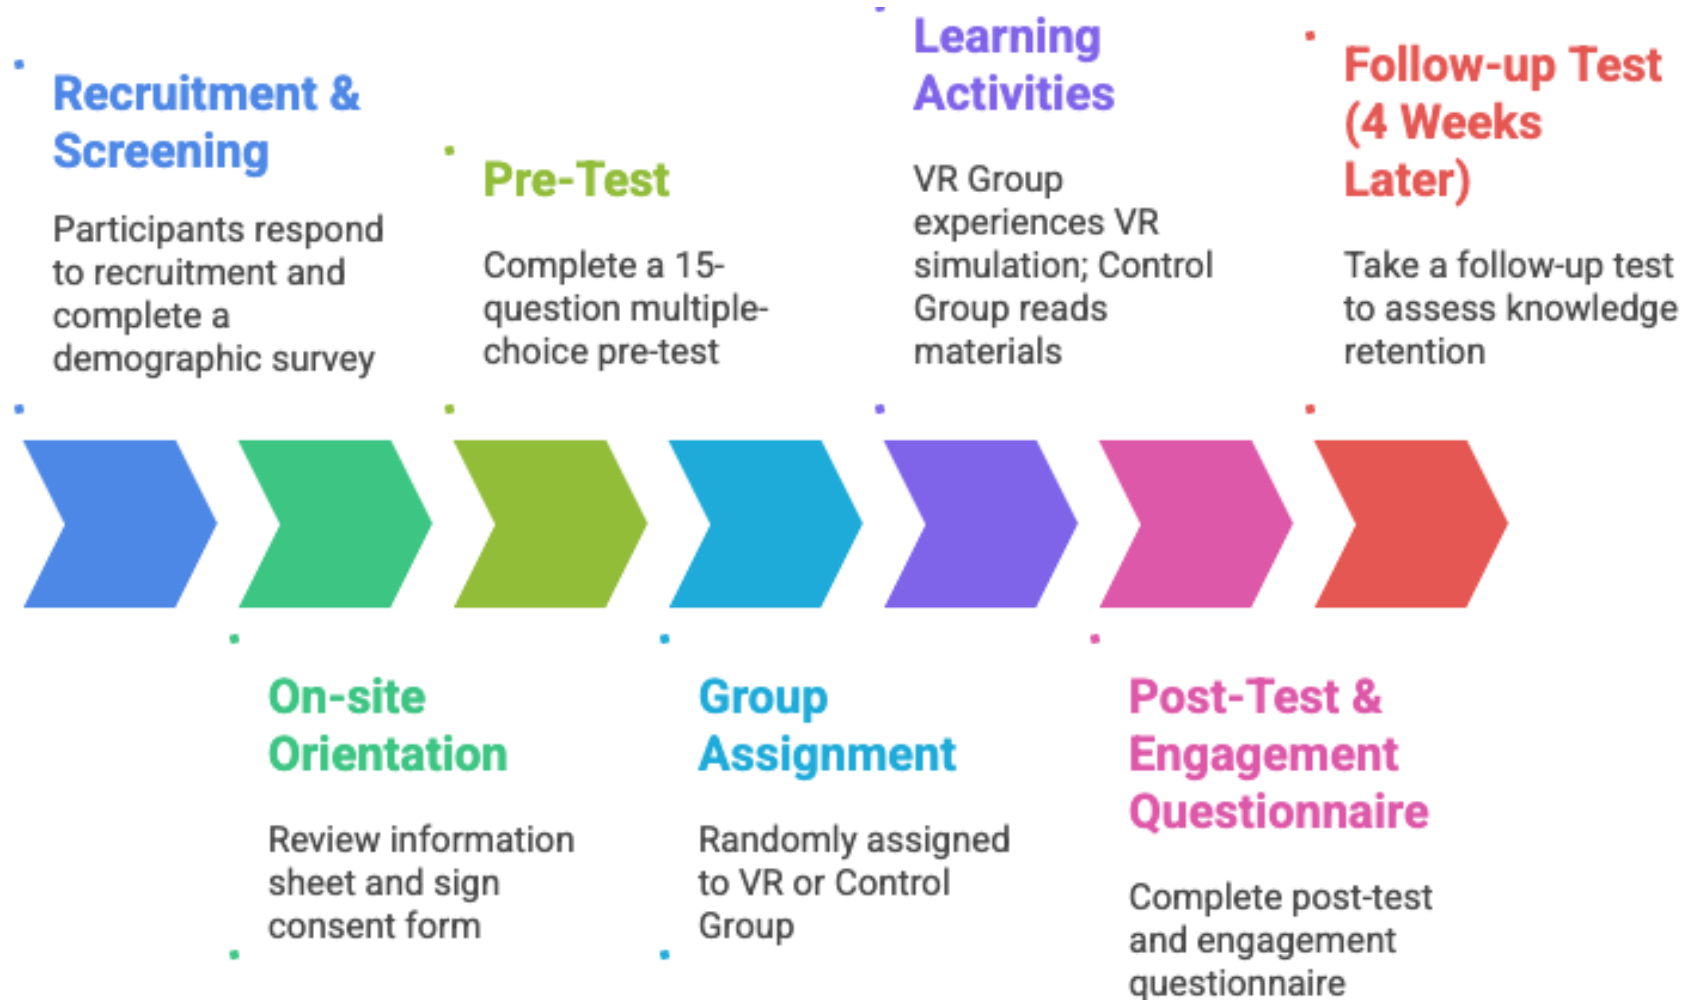 Recruitment &
Screening
Participants respond
to recruitment and
complete a
demographic survey
On-site
Orientation
Review information
sheet and sign
consent form
Pre-Test
Complete a 15-
question multiple-
choice pre-test
Group
Assignment
Randomly assigned
to VR or Control
Group
Learning
Activities
VR Group
experiences VR
simulation; Control
Group reads
materials
Post-Test &
Engagement
Questionnaire
Complete post-test
and engagement
questionnaire
Follow-up Test
(4 Weeks
Later)
Take a follow-up test
to assess knowledge
retention